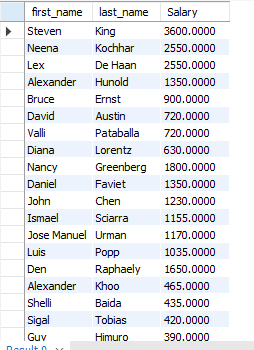 first_name last_name Salary
Steven King 3600.0000
Neena Kochhar 2550.0000
Lex De Haan 2550.0000
Alexander Hunold 1350.0000
Bruce Ernst 900.0000
David Austin 720.0000
Valli Pataballa 720.0000
Diana Lorentz 630.0000
Nancy Greenberg 1800.0000
Daniel Faviet 1350.0000
John Chen 1230.0000
Ismael Sciarra 1155.0000
Jose Manuel Urman 1170.0000
Luis Popp 1035.0000
Den Raphaely 1650.0000
Alexander Khoo 465.0000
Shelli Baida 435.0000
Sigal Tobias 420.0000
Guy Himuro 390.0000
Result 9